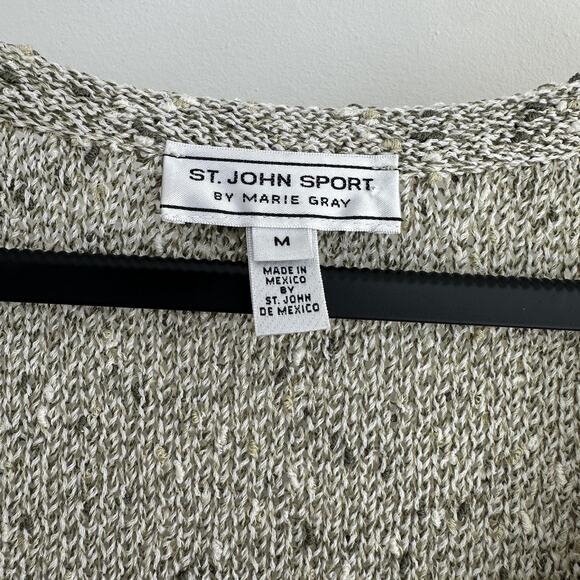 ST. JOHN SPORT
BY MARIE GRAY
M
MADE IN
MEXICO
BY
ST. JOHN
DE MEXICO